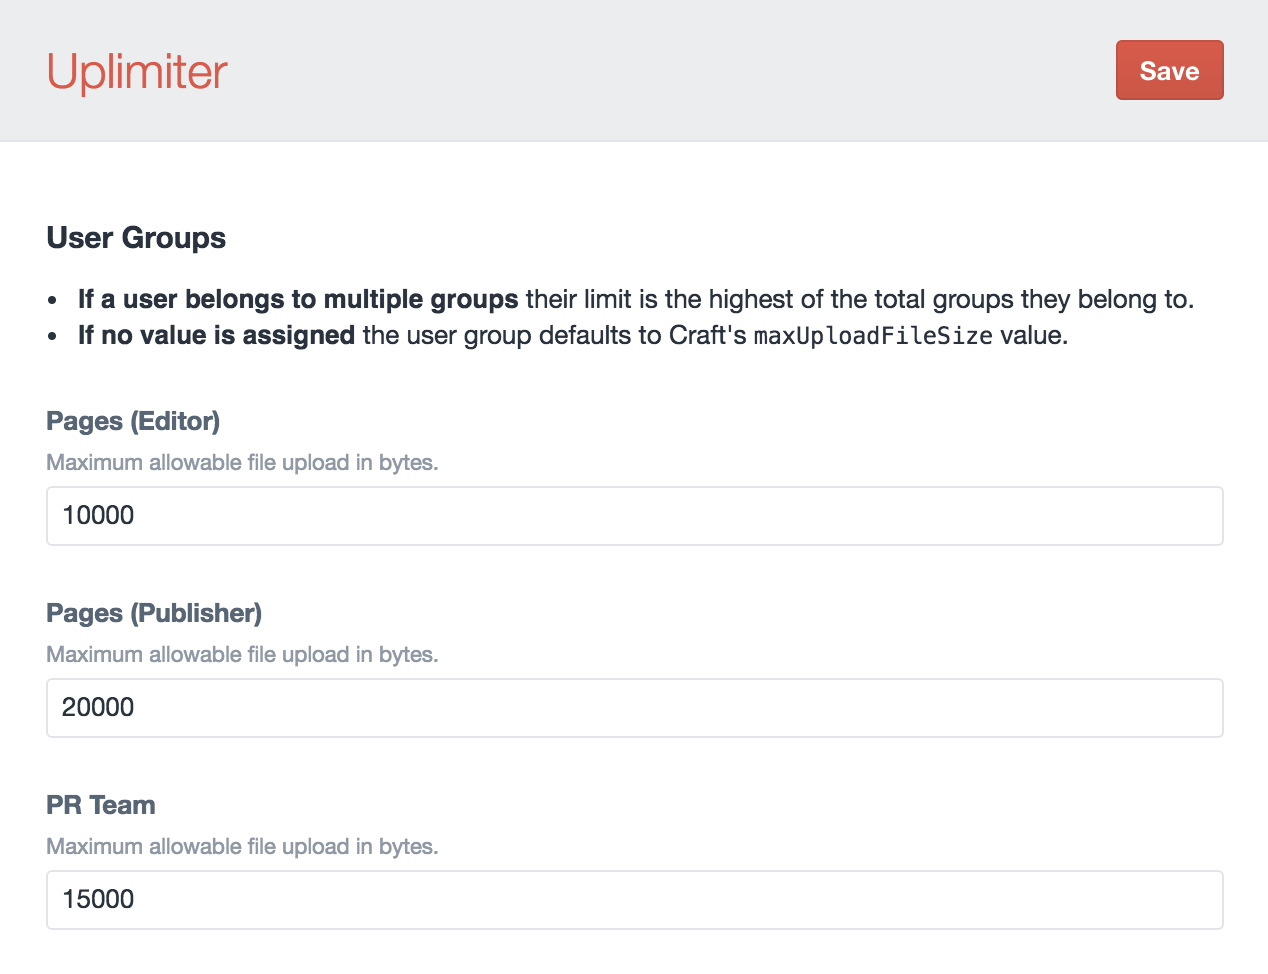 Uplimiter
Save
User Groups
• If a user belongs to multiple groups their limit is the highest of the total groups they belong to.
• If no value is assigned the user group defaults to Craft's maxUploadFileSize value.
Pages (Editor)
Maximum allowable file upload in bytes.
10000
Pages (Publisher)
Maximum allowable file upload in bytes.
20000
PR Team
Maximum allowable file upload in bytes.
15000